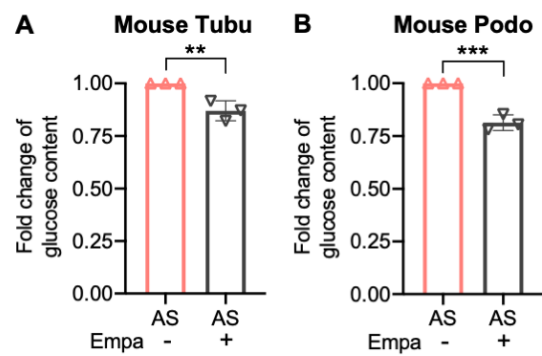 A Mouse Tubu
**
Fold change of
glucose content
1.00
0.75
0.50
0.25
0.00
AS AS
Empa - +
B Mouse Podo
***
Fold change of
glucose content
1.00
0.75
0.50
0.25
0.00
AS AS
Empa - +